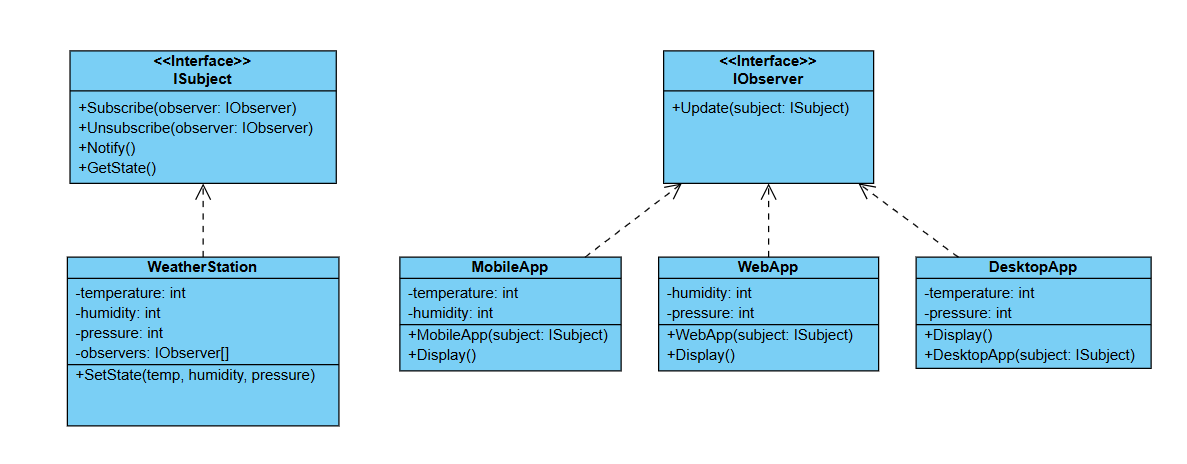 <<Interface>>
ISubject
+Subscribe(observer: IObserver)
+Unsubscribe(observer: IObserver)
+Notify()
+GetState()
<<Interface>>
IObserver
+Update(subject: ISubject)
WeatherStation
-temperature: int
-humidity: int
-pressure: int
-observers: IObserver[]
+SetState(temp, humidity, pressure)
MobileApp
-temperature: int
-humidity: int
+MobileApp(subject: ISubject)
+Display()
WebApp
-humidity: int
-pressure: int
+WebApp(subject: ISubject)
+Display()
DesktopApp
-temperature: int
-pressure: int
+Display()
+DesktopApp(subject: ISubject)